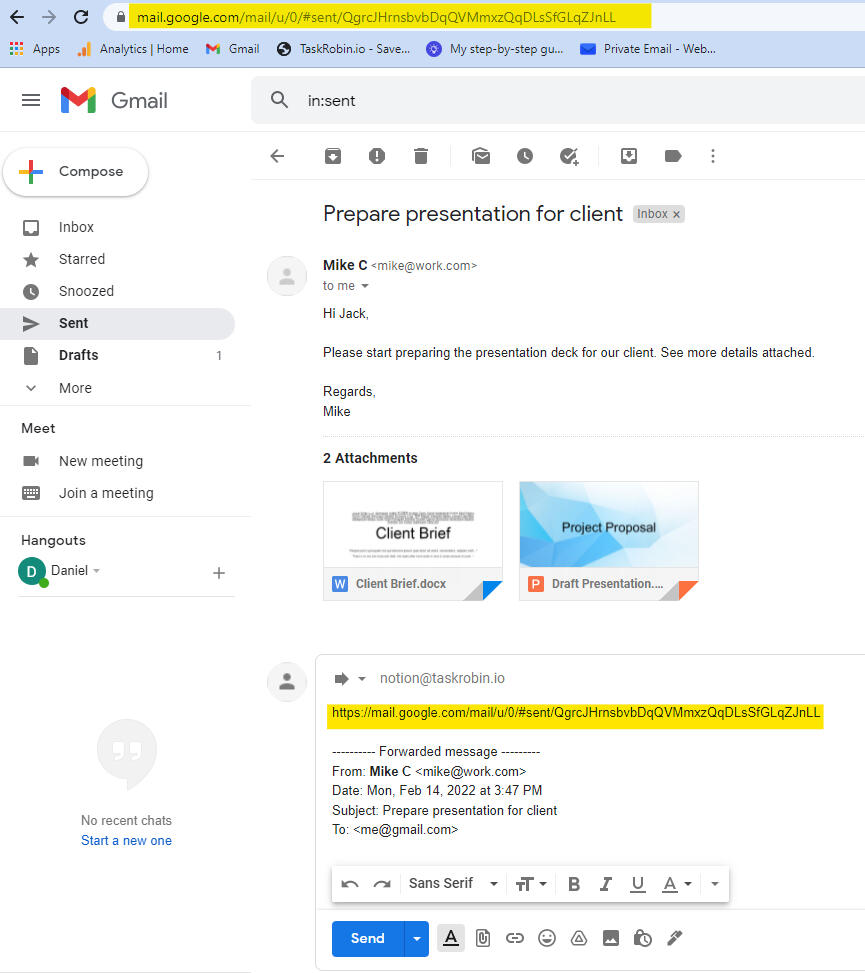 mail.google.com/mail/u/0/#sent/QgrcJHrnsbvbDqQVMmxzQqDLsSfGLqZJnLL
Apps Analytics | Home Gmail TaskRobin.io - Save... My step-by-step gu... Private Email - Web...
Gmail
in:sent
Compose
Inbox
Starred
Snoozed
Sent
Drafts 1
More
Meet
New meeting
Join a meeting
Hangouts
D Daniel
No recent chats
Start a new one
Prepare presentation for client Inbox x
Mike C <mike@work.com>
to me
Hi Jack,
Please start preparing the presentation deck for our client. See more details attached.
Regards,
Mike
2 Attachments
Client Brief
W Client Brief.docx
Project Proposal
P Draft Presentation....
notion@taskrobin.io
https://mail.google.com/mail/u/0/#sent/QgrcJHrnsbvbDqQVMmxzQqDLsSfGLqZJnLL
---------- Forwarded message ---------
From: Mike C <mike@work.com>
Date: Mon, Feb 14, 2022 at 3:47 PM
Subject: Prepare presentation for client
To: <me@gmail.com>
Sans Serif B I U A
Send A